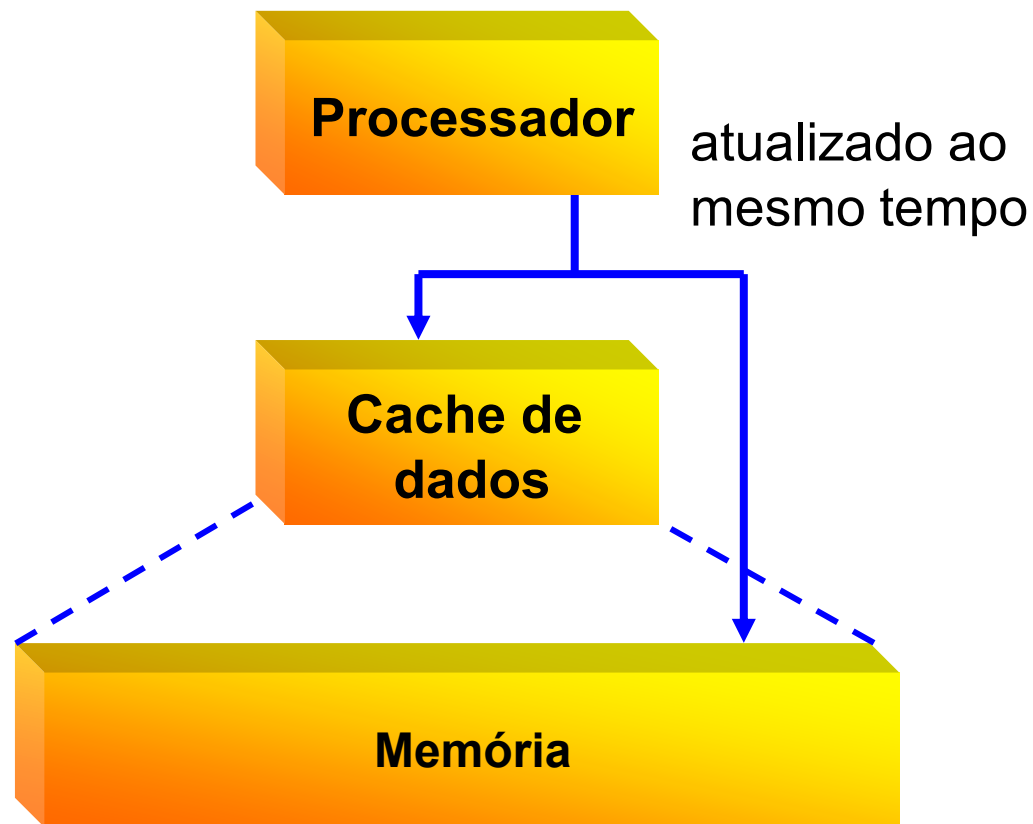 Processador
atualizado ao
mesmo tempo
Cache de
dados
Memória